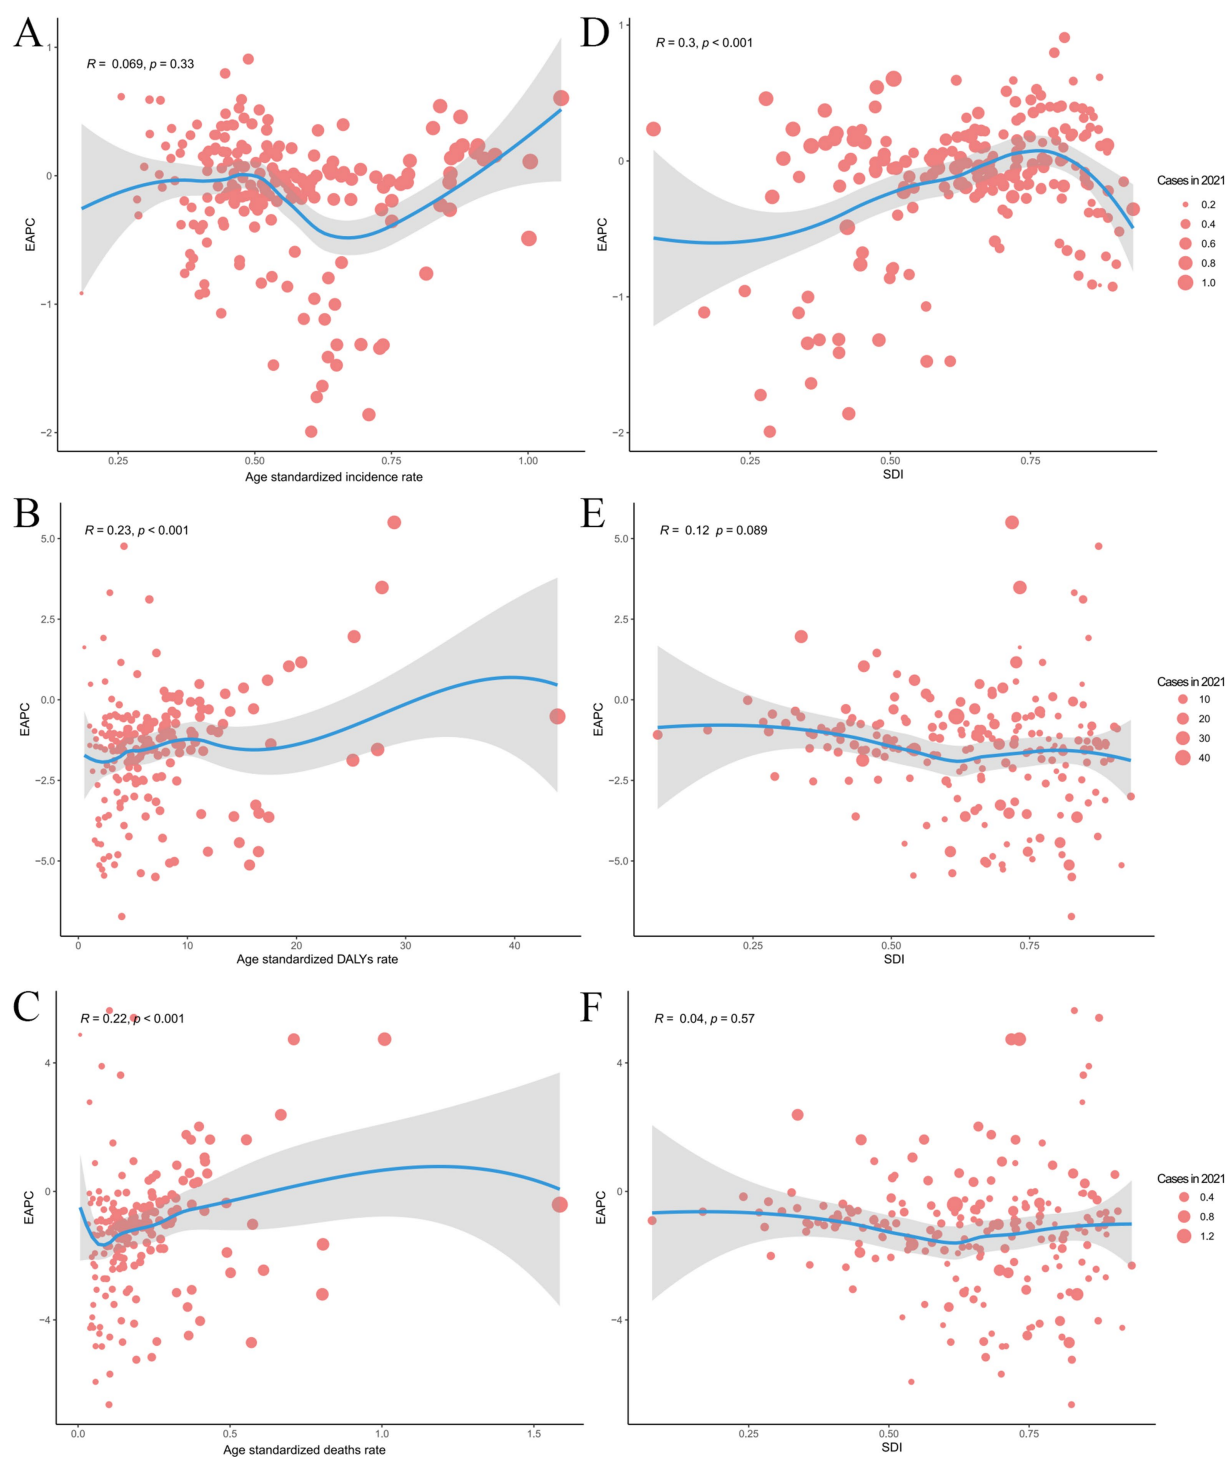 A
R = 0.069, p = 0.33
1
0
−1
−2
EAPC
0.25 0.50 0.75 1.00
Age standardized incidence rate
D
R = 0.3, p < 0.001
1
0
−1
−2
EAPC
0.25 0.50 0.75
SDI
Cases in 2021
0.2
0.4
0.6
0.8
1.0
B
R = 0.23, p < 0.001
5.0
2.5
0.0
−2.5
−5.0
EAPC
0 10 20 30 40
Age standardized DALYs rate
E
R = 0.12 p = 0.089
5.0
2.5
0.0
−2.5
−5.0
EAPC
0.25 0.50 0.75
SDI
Cases in 2021
10
20
30
40
C
R = 0.22, p < 0.001
4
0
−4
EAPC
0.0 0.5 1.0 1.5
Age standardized deaths rate
F
R = 0.04, p = 0.57
4
0
−4
EAPC
0.25 0.50 0.75
SDI
Cases in 2021
0.4
0.8
1.2